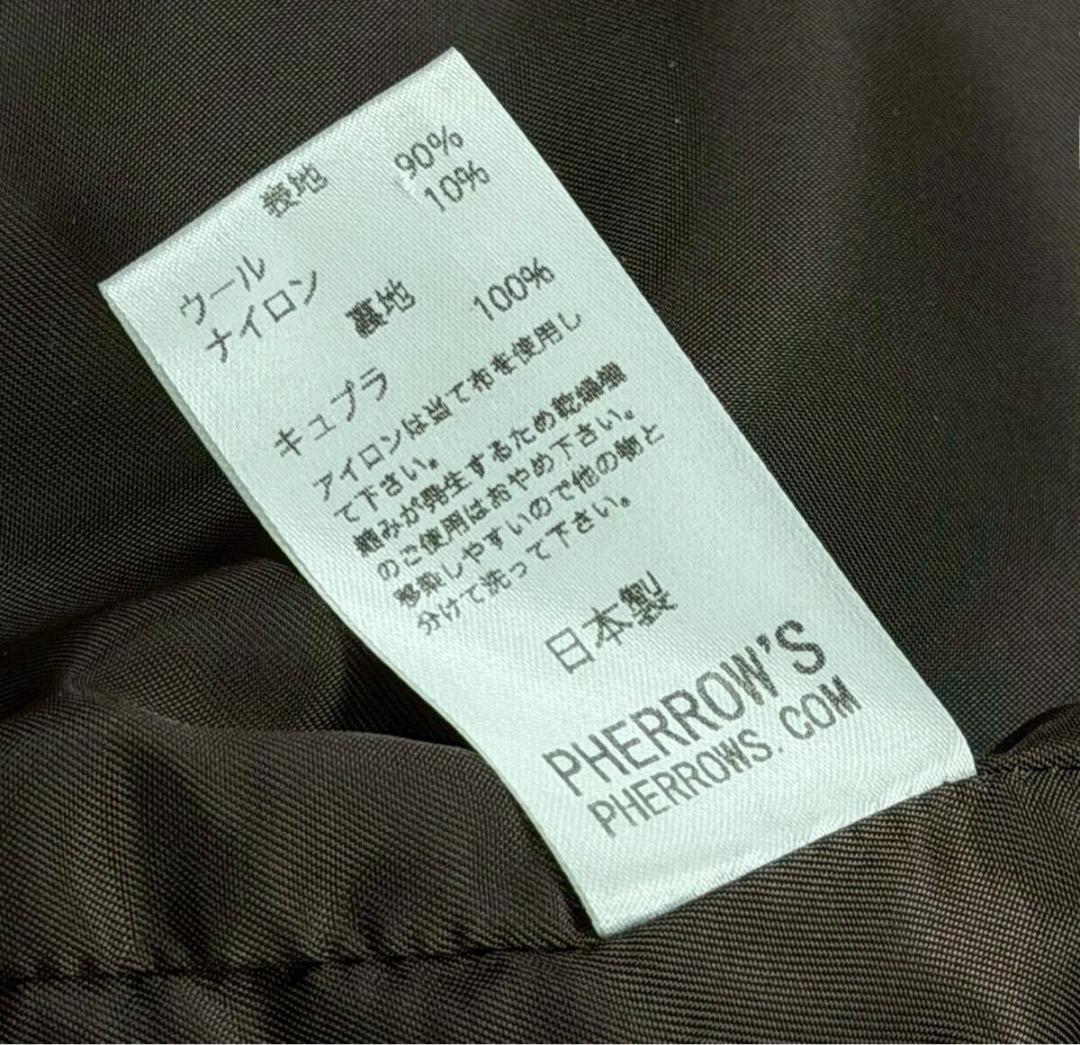 表地
ウール 90%
ナイロン 10%
裏地
キュプラ 100%
アイロンは当て布を使用し
て下さい。
縮みが発生するため乾燥機
のご使用はおやめ下さい。
移染しやすいので他の物と
分けて洗って下さい。
日本製
PHERROW'S
PHERROWS.COM